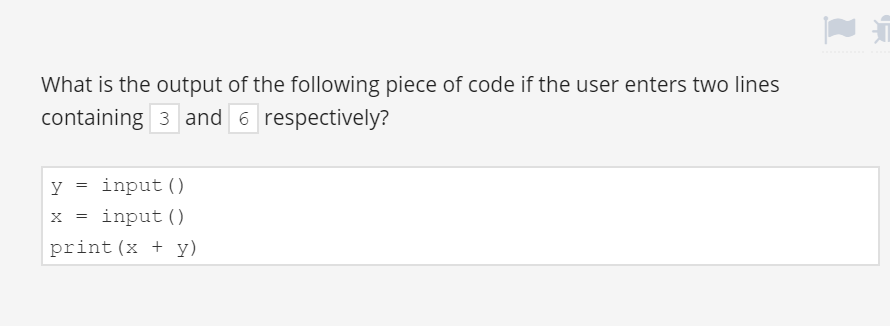 What is the output of the following piece of code if the user enters two lines
containing 3 and 6 respectively?
y = input()
x = input()
print(x + y)